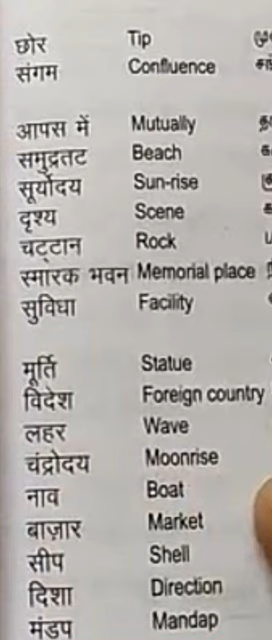 छोर Tip
संगम Confluence
आपस में Mutually
समुद्रतट Beach
सूर्योदय Sun-rise
दृश्य Scene
चट्टान Rock
स्मारक भवन Memorial place
सुविधा Facility
मूर्ति Statue
विदेश Foreign country
लहर Wave
चंद्रोदय Moonrise
नाव Boat
बाज़ार Market
सीप Shell
दिशा Direction
मंडप Mandap